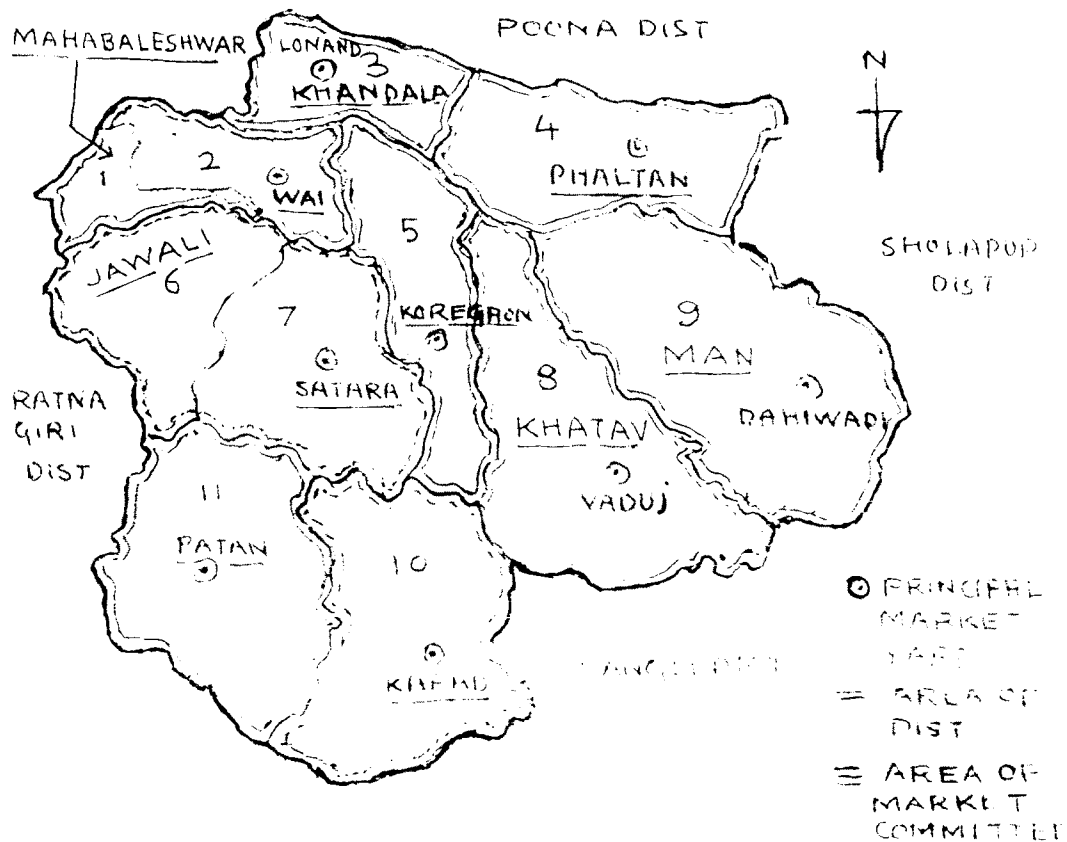 POONA DIST
MAHABALESHWAR
LONAND
3
KHANDALA
N
4
PHALTAN
1
2
WAI
5
KOREGAON
JAWALI
6
7
SATARA
SHOLAPUR
DIST
9
MAN
DAHIWADI
8
KHATAV
VADUJ
RATNA
GIRI
DIST
11
PATAN
10
KARAD
PRINCIPAL
MARKET
YARD
= AREA OF
DIST
≡ AREA OF
MARKET
COMMITTEE